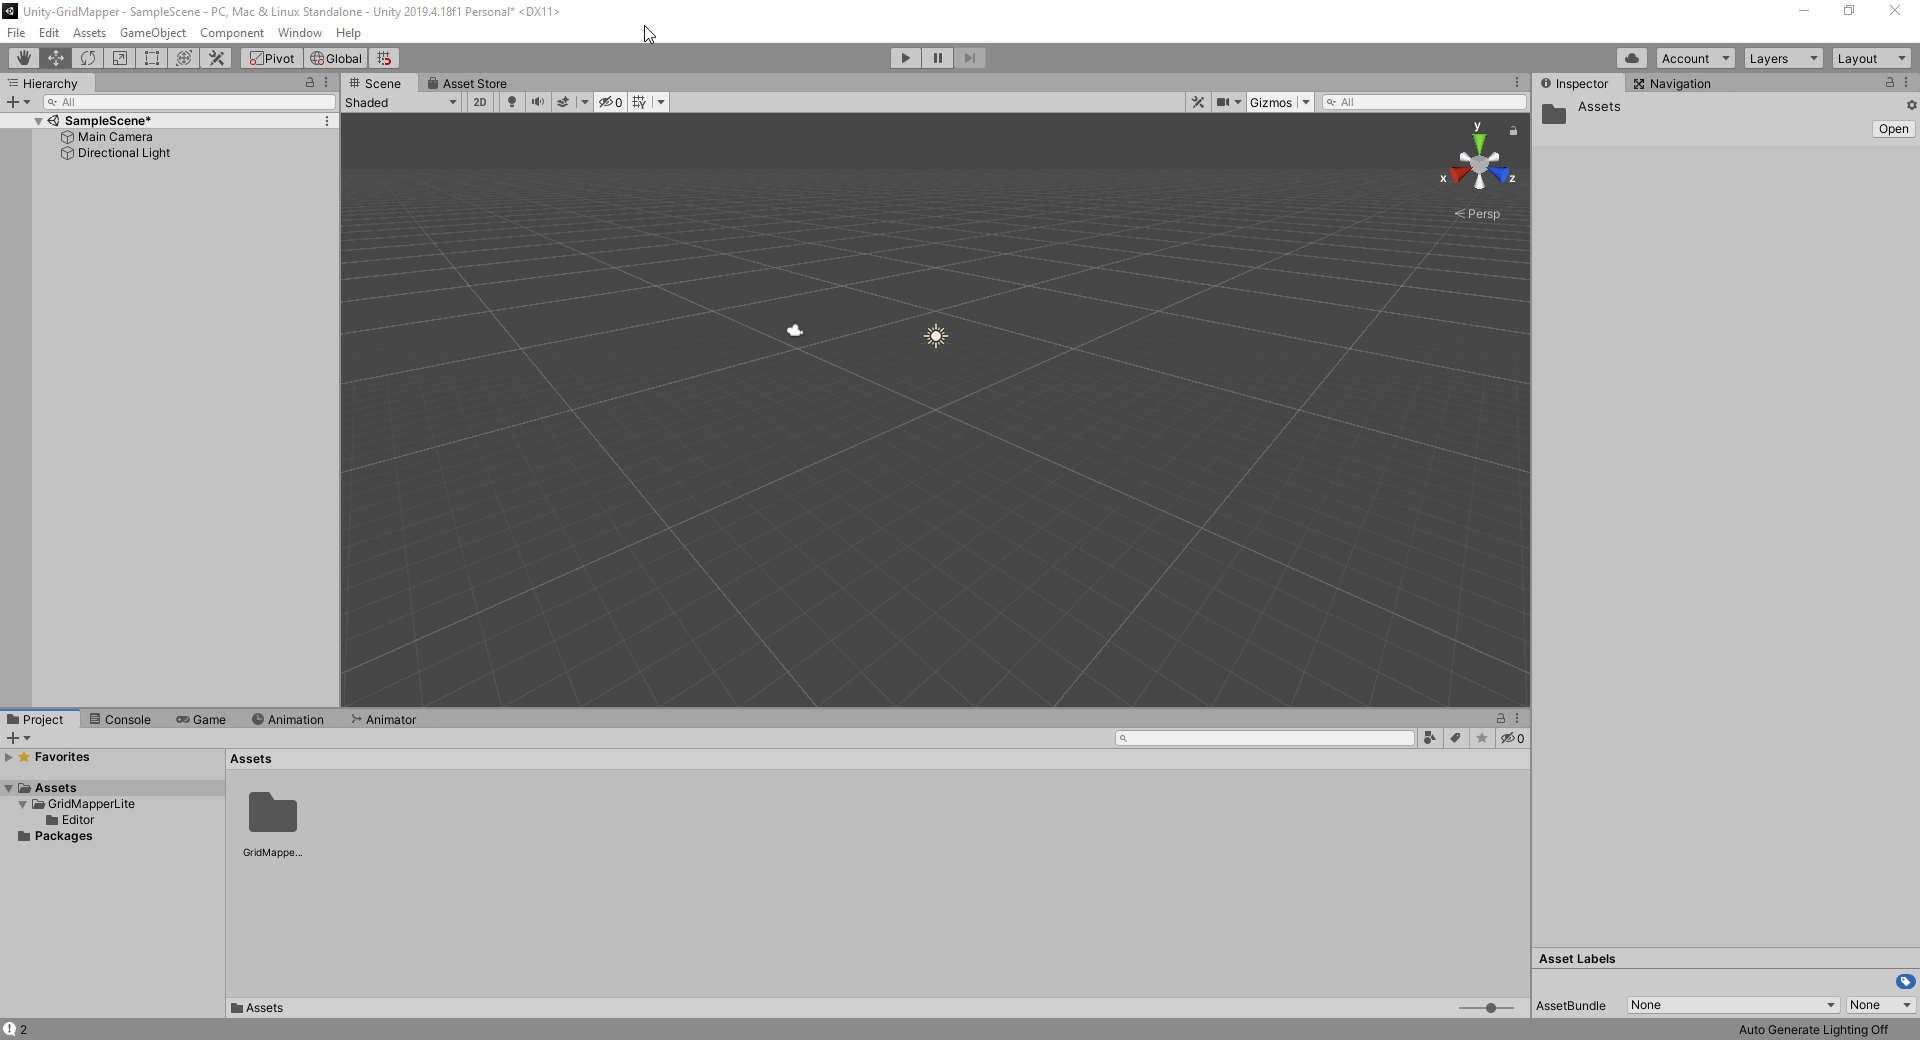 Unity-GridMapper - SampleScene - PC, Mac & Linux Standalone - Unity 2019.4.18f1 Personal* <DX11>
File Edit Assets GameObject Component Window Help
Pivot Global Account Layers Layout
Hierarchy Scene Asset Store Inspector Navigation
All Shaded 2D 0 Gizmos All
Assets
Open
SampleScene*
Main Camera
Directional Light
y
x z
Persp
Project Console Game Animation Animator
0
Favorites
Assets
GridMapperLite
Editor
Packages
Assets
GridMappe...
Assets
Asset Labels
AssetBundle None None
2
Auto Generate Lighting Off